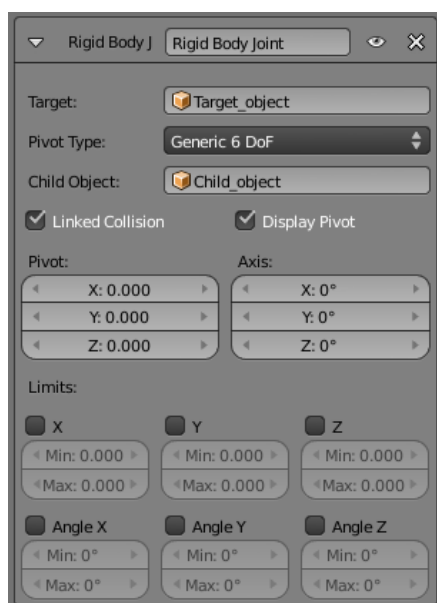 Rigid Body J Rigid Body Joint
Target: Target_object
Pivot Type: Generic 6 DoF
Child Object: Child_object
Linked Collision Display Pivot
Pivot: Axis:
X: 0.000 X: 0°
Y: 0.000 Y: 0°
Z: 0.000 Z: 0°
Limits:
X Y Z
Min: 0.000 Min: 0.000 Min: 0.000
Max: 0.000 Max: 0.000 Max: 0.000
Angle X Angle Y Angle Z
Min: 0° Min: 0° Min: 0°
Max: 0° Max: 0° Max: 0°